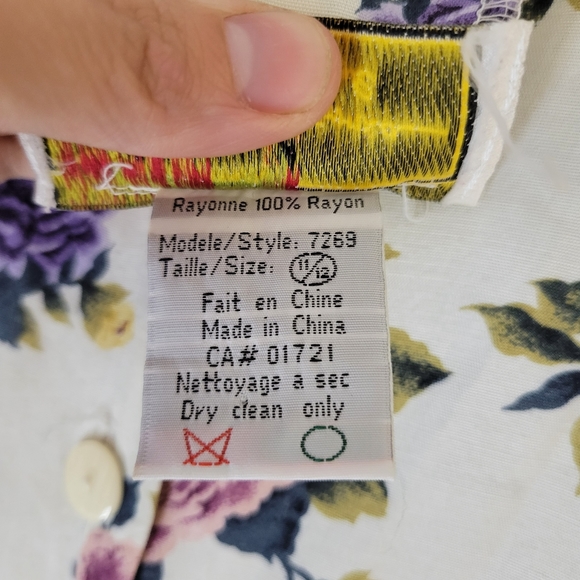 Rayonne 100% Rayon
Modele/Style: 7269
Taille/Size: 11/12
Fait en Chine
Made in China
CA# 01721
Nettoyage a sec
Dry clean only